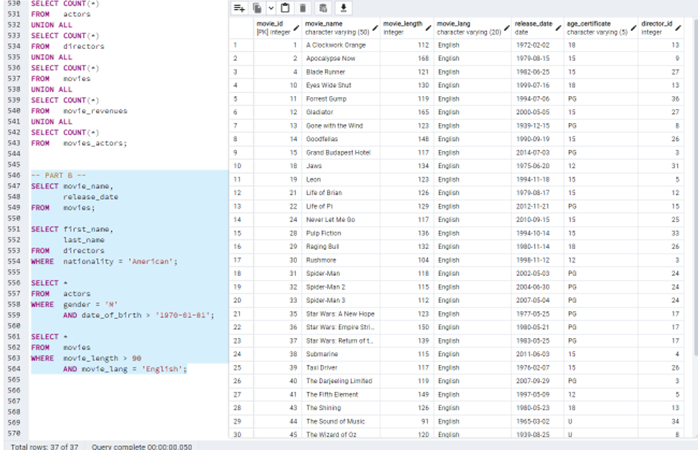 530 SELECT COUNT(*)
531 FROM actors
532 UNION ALL
533 SELECT COUNT(*)
534 FROM directors
535 UNION ALL
536 SELECT COUNT(*)
537 FROM movies
538 UNION ALL
539 SELECT COUNT(*)
540 FROM movie_revenues
541 UNION ALL
542 SELECT COUNT(*)
543 FROM movies_actors;
544
545
546 -- PART B --
547 SELECT movie_name,
548 release_date
549 FROM movies;
550
551 SELECT first_name,
552 last_name
553 FROM directors
554 WHERE nationality = 'American';
555
556 SELECT *
557 FROM actors
558 WHERE gender = 'M'
559 AND date_of_birth > '1970-01-01';
560
561 SELECT *
562 FROM movies
563 WHERE movie_length > 90
564 AND movie_lang = 'English';
565
566
567
568
569
570
movie_id movie_name movie_length movie_lang release_date age_certificate director_id
[PK] integer character varying (50) integer character varying (20) date character varying (5) integer
1 1 A Clockwork Orange 112 English 1972-02-02 18 13
2 2 Apocalypse Now 168 English 1979-08-15 15 9
3 4 Blade Runner 121 English 1982-06-25 15 27
4 10 Eyes Wide Shut 130 English 1999-07-16 18 13
5 11 Forrest Gump 119 English 1994-07-06 PG 36
6 12 Gladiator 165 English 2000-05-05 15 27
7 13 Gone with the Wind 123 English 1939-12-15 PG 8
8 14 Goodfellas 148 English 1990-09-19 15 26
9 15 Grand Budapest Hotel 117 English 2014-07-03 PG 3
10 18 Jaws 134 English 1975-06-20 12 31
11 19 Leon 123 English 1994-11-18 15 5
12 21 Life of Brian 126 English 1979-08-17 15 12
13 22 Life of Pi 129 English 2012-11-21 PG 15
14 24 Never Let Me Go 117 English 2010-09-15 15 25
15 28 Pulp Fiction 136 English 1994-10-14 15 33
16 29 Raging Bull 132 English 1980-11-14 18 26
17 30 Rushmore 104 English 1998-11-12 12 3
18 31 Spider-Man 118 English 2002-05-03 PG 24
19 32 Spider-Man 2 115 English 2004-06-30 PG 24
20 33 Spider-Man 3 112 English 2007-05-04 PG 24
21 35 Star Wars: A New Hope 123 English 1977-05-25 PG 17
22 36 Star Wars: Empire Stri... 150 English 1980-05-21 PG 17
23 37 Star Wars: Return of t... 139 English 1983-05-25 PG 17
24 38 Submarine 115 English 2011-06-03 15 4
25 39 Taxi Driver 117 English 1976-02-07 15 26
26 40 The Darjeeling Limited 119 English 2007-09-29 PG 3
27 41 The Fifth Element 149 English 1997-05-09 12 5
28 43 The Shining 126 English 1980-05-23 18 13
29 44 The Sound of Music 91 English 1965-03-02 U 34
30 45 The Wizard of Oz 120 English 1939-08-25 U 8
Total rows: 37 of 37 Query complete 00:00:00.050